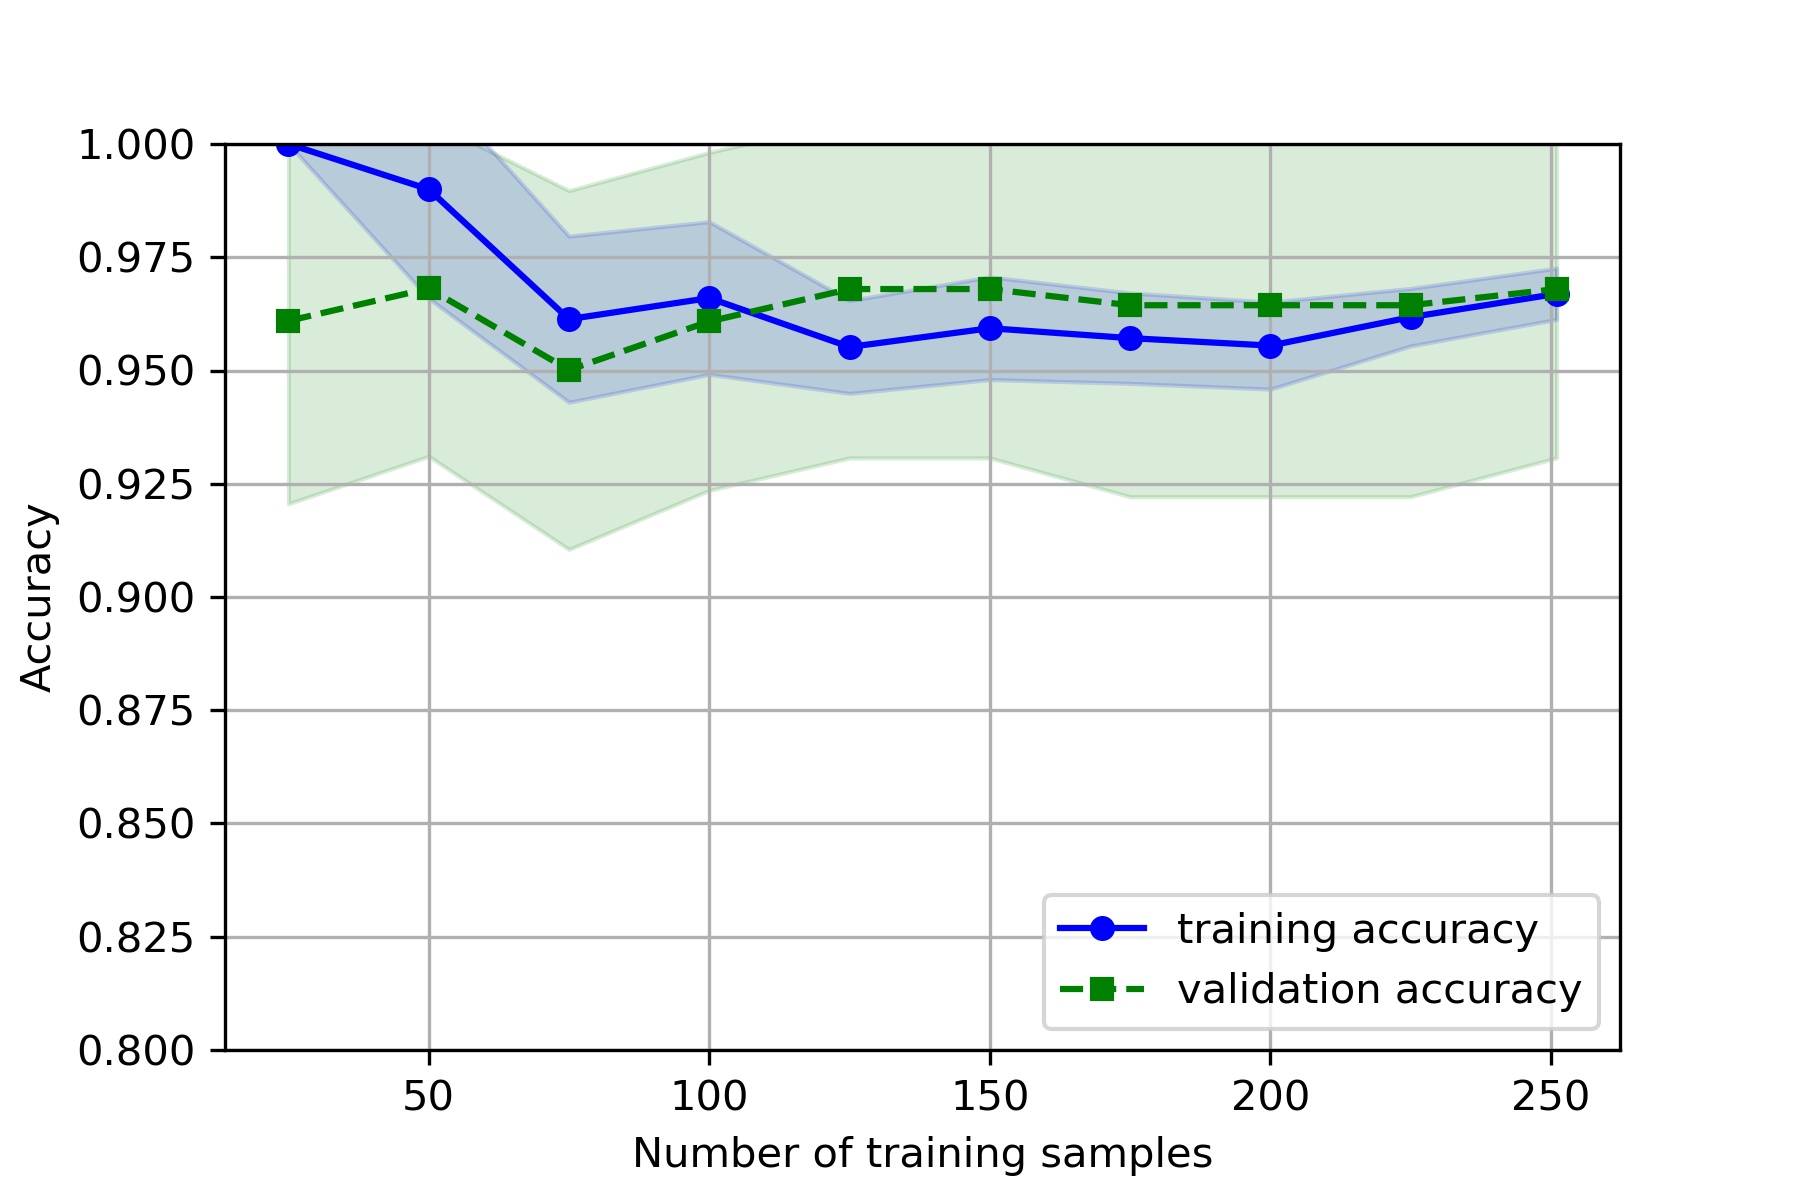 1.000
0.975
0.950
0.925
0.900
0.875
0.850
0.825
0.800
Accuracy
training accuracy
validation accuracy
50 100 150 200 250
Number of training samples